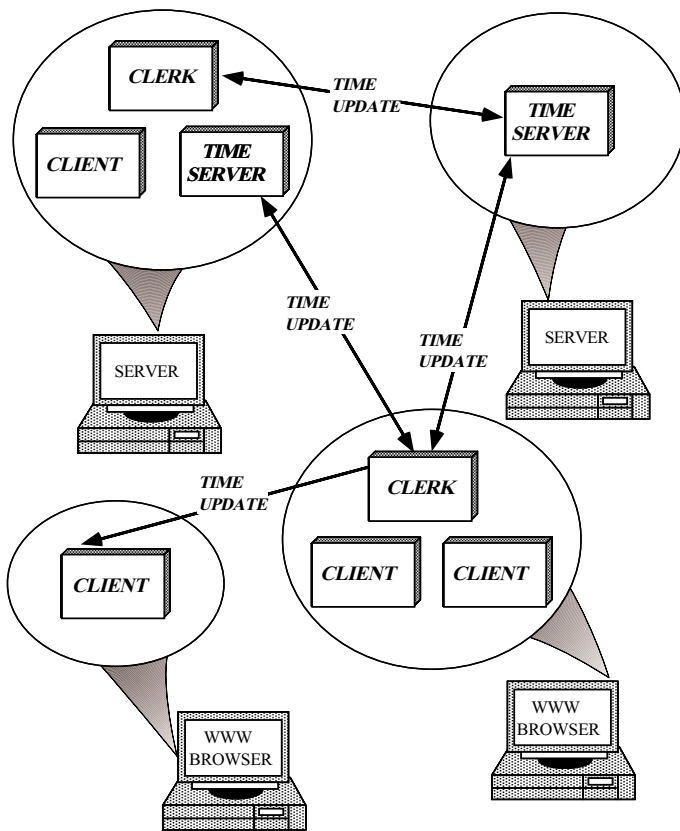 CLERK
TIME
UPDATE
TIME
SERVER
CLIENT
TIME
SERVER
TIME
UPDATE
TIME
UPDATE
SERVER
SERVER
TIME
UPDATE
CLERK
CLIENT
CLIENT
CLIENT
WWW
BROWSER
WWW
BROWSER